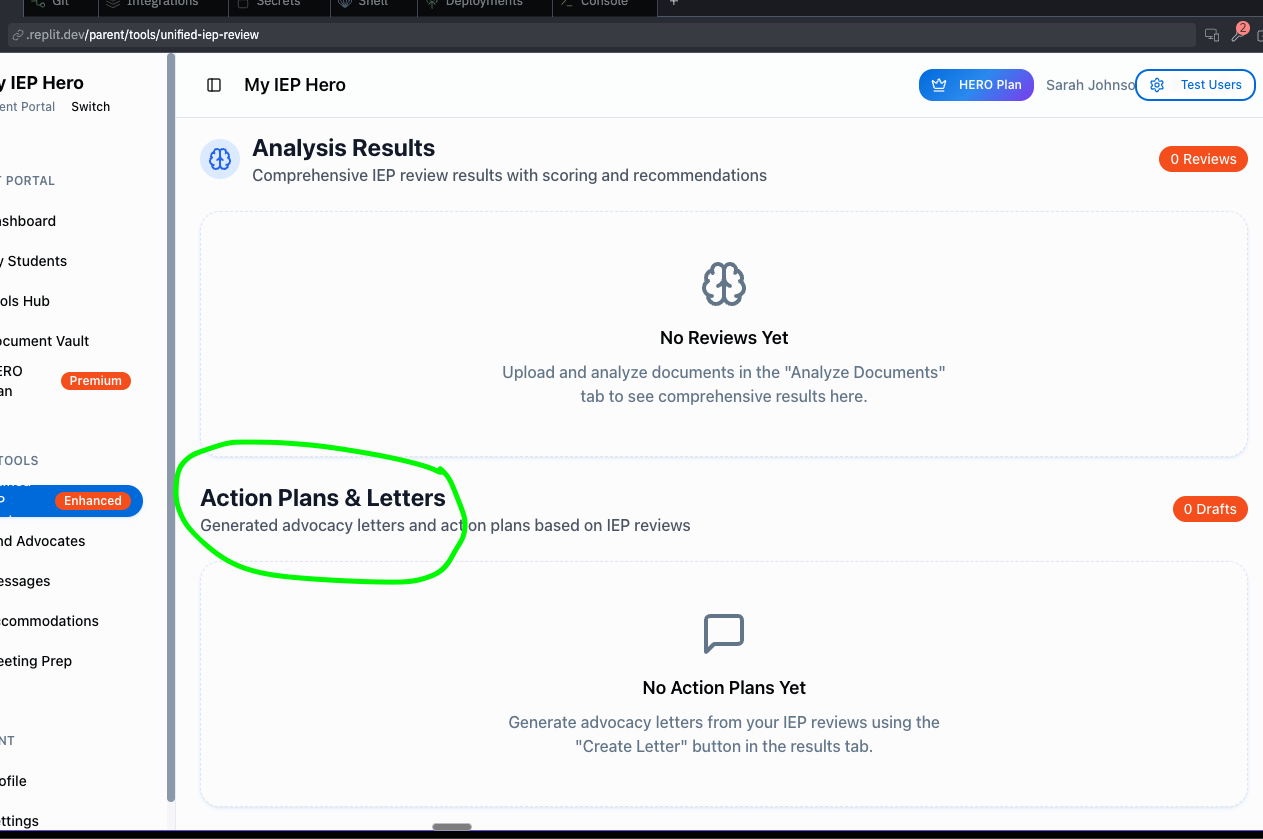 Git Integrations Secrets Shell Deployments Console
.replit.dev/parent/tools/unified-iep-review
2
y IEP Hero
ent Portal Switch
My IEP Hero
HERO Plan
Sarah Johnso
Test Users
T PORTAL
ashboard
y Students
ols Hub
ocument Vault
ERO
an
Premium
TOOLS
P
Enhanced
nd Advocates
essages
ccommodations
eeting Prep
NT
ofile
ttings
Analysis Results
Comprehensive IEP review results with scoring and recommendations
0 Reviews
No Reviews Yet
Upload and analyze documents in the "Analyze Documents"
tab to see comprehensive results here.
Action Plans & Letters
Generated advocacy letters and action plans based on IEP reviews
0 Drafts
No Action Plans Yet
Generate advocacy letters from your IEP reviews using the
"Create Letter" button in the results tab.